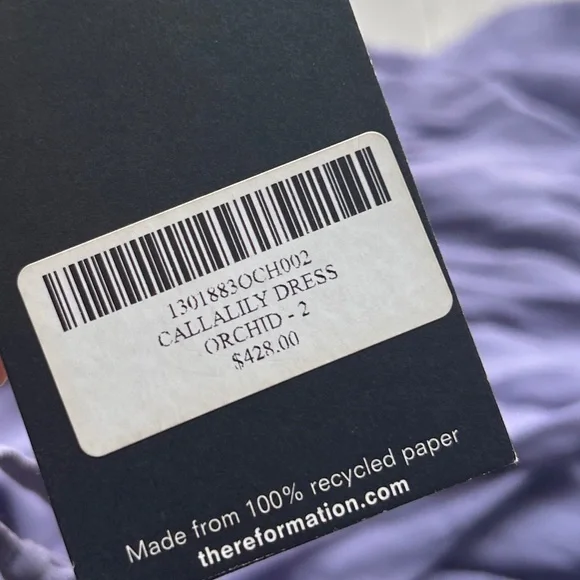 1301883OCH002
CALLALILY DRESS
ORCHID - 2
$428.00
Made from 100% recycled paper
thereformation.com